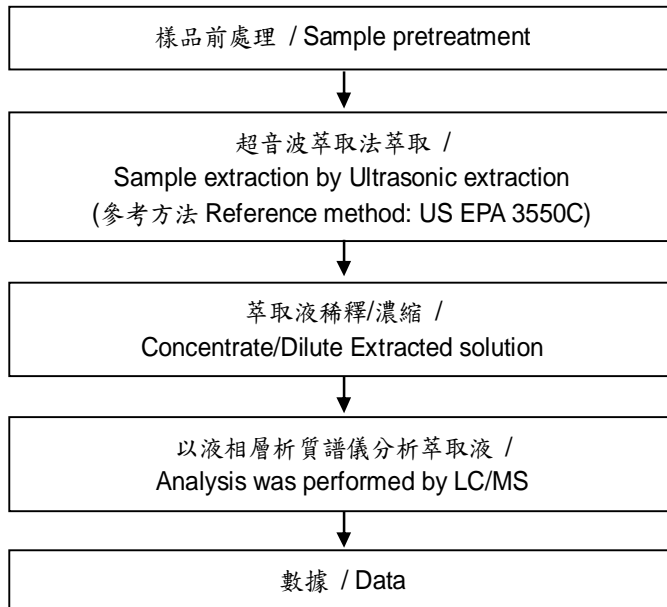 樣品前處理 / Sample pretreatment
超音波萃取法萃取 /
Sample extraction by Ultrasonic extraction
(參考方法 Reference method: US EPA 3550C)
萃取液稀釋/濃縮 /
Concentrate/Dilute Extracted solution
以液相層析質譜儀分析萃取液 /
Analysis was performed by LC/MS
數據 / Data